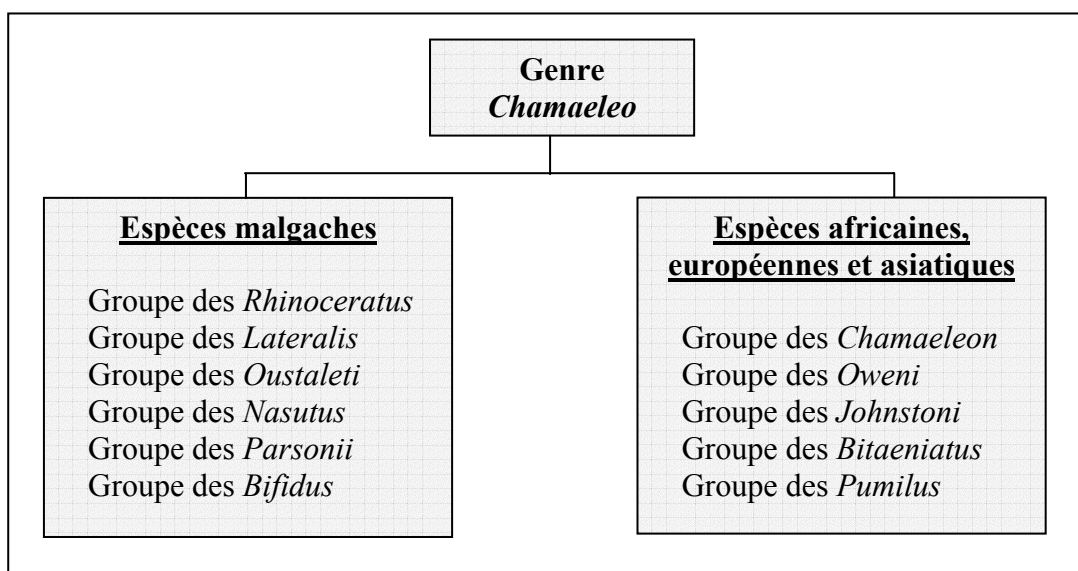 Genre
Chamaeleo
Espèces malgaches
Groupe des Rhinoceratus
Groupe des Lateralis
Groupe des Oustaleti
Groupe des Nasutus
Groupe des Parsonii
Groupe des Bifidus
Espèces africaines,
européennes et asiatiques
Groupe des Chamaeleon
Groupe des Oweni
Groupe des Johnstoni
Groupe des Bitaeniatus
Groupe des Pumilus